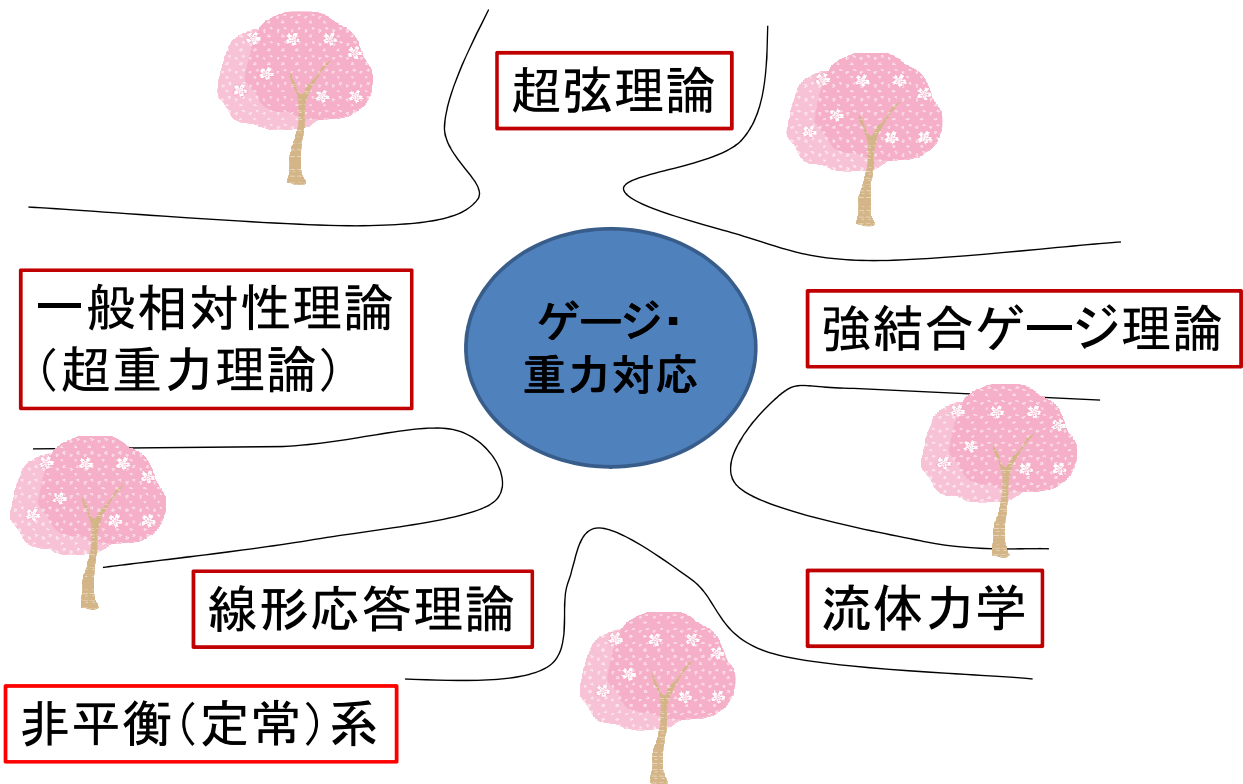 超弦理論
一般相対性理論
(超重力理論)
ゲージ・
重力対応
強結合ゲージ理論
線形応答理論
流体力学
非平衡(定常)系